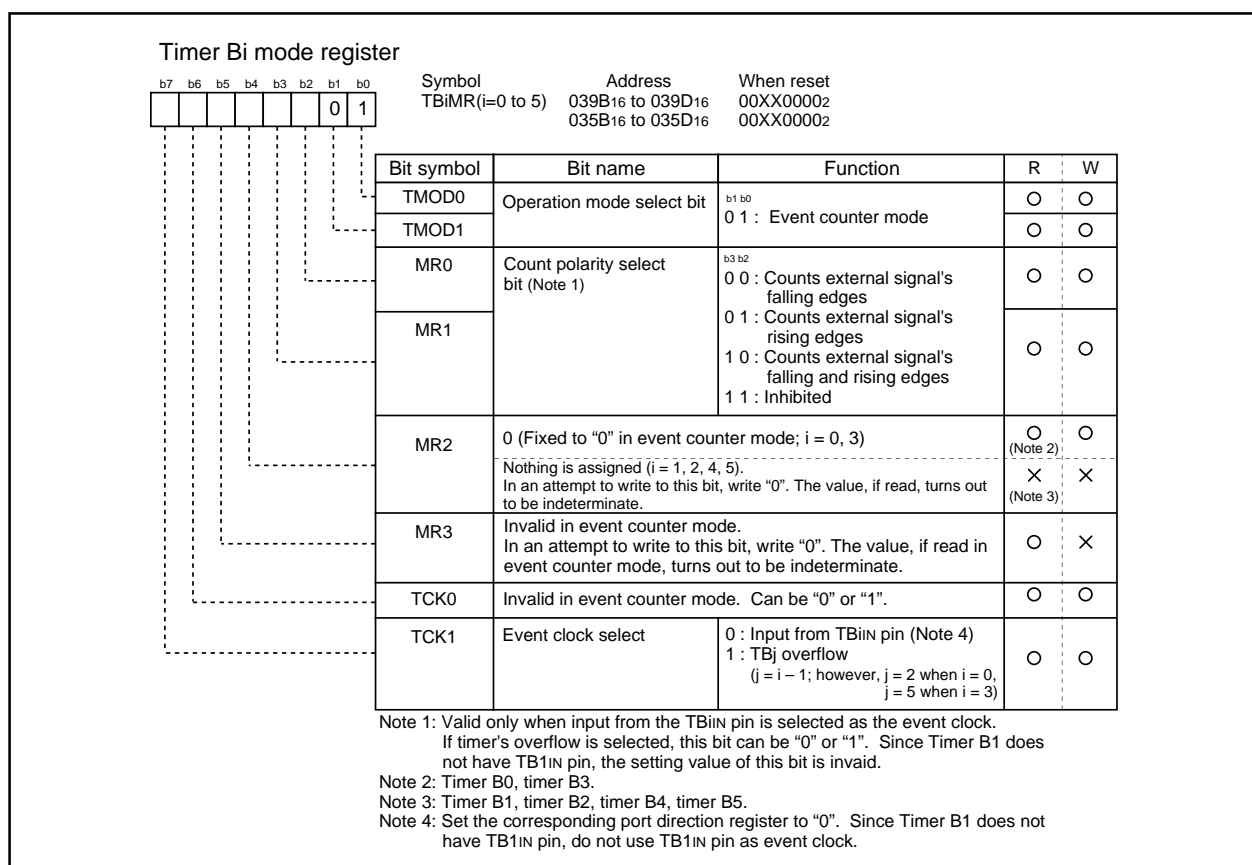 Timer Bi mode register
b7 b6 b5 b4 b3 b2 b1 b0
0 1
Symbol Address When reset
TBiMR(i=0 to 5) 039B16 to 039D16 00XX00002
035B16 to 035D16 00XX00002
Bit symbol Bit name Function R W
TMOD0 Operation mode select bit b1 b0
0 1 : Event counter mode
TMOD1
MR0 Count polarity select
bit (Note 1)
b3 b2
0 0 : Counts external signal's
falling edges
0 1 : Counts external signal's
rising edges
1 0 : Counts external signal's
falling and rising edges
1 1 : Inhibited
MR1
MR2 0 (Fixed to “0” in event counter mode; i = 0, 3)
(Note 2)
Nothing is assigned (i = 1, 2, 4, 5).
In an attempt to write to this bit, write “0”. The value, if read, turns out
to be indeterminate.
(Note 3)
MR3 Invalid in event counter mode.
In an attempt to write to this bit, write “0”. The value, if read in
event counter mode, turns out to be indeterminate.
TCK0 Invalid in event counter mode. Can be “0” or “1”.
TCK1 Event clock select 0 : Input from TBiIN pin (Note 4)
1 : TBj overflow
(j = i – 1; however, j = 2 when i = 0,
j = 5 when i = 3)
Note 1: Valid only when input from the TBiIN pin is selected as the event clock.
If timer's overflow is selected, this bit can be “0” or “1”. Since Timer B1 does
not have TB1IN pin, the setting value of this bit is invaid.
Note 2: Timer B0, timer B3.
Note 3: Timer B1, timer B2, timer B4, timer B5.
Note 4: Set the corresponding port direction register to “0”. Since Timer B1 does not
have TB1IN pin, do not use TB1IN pin as event clock.